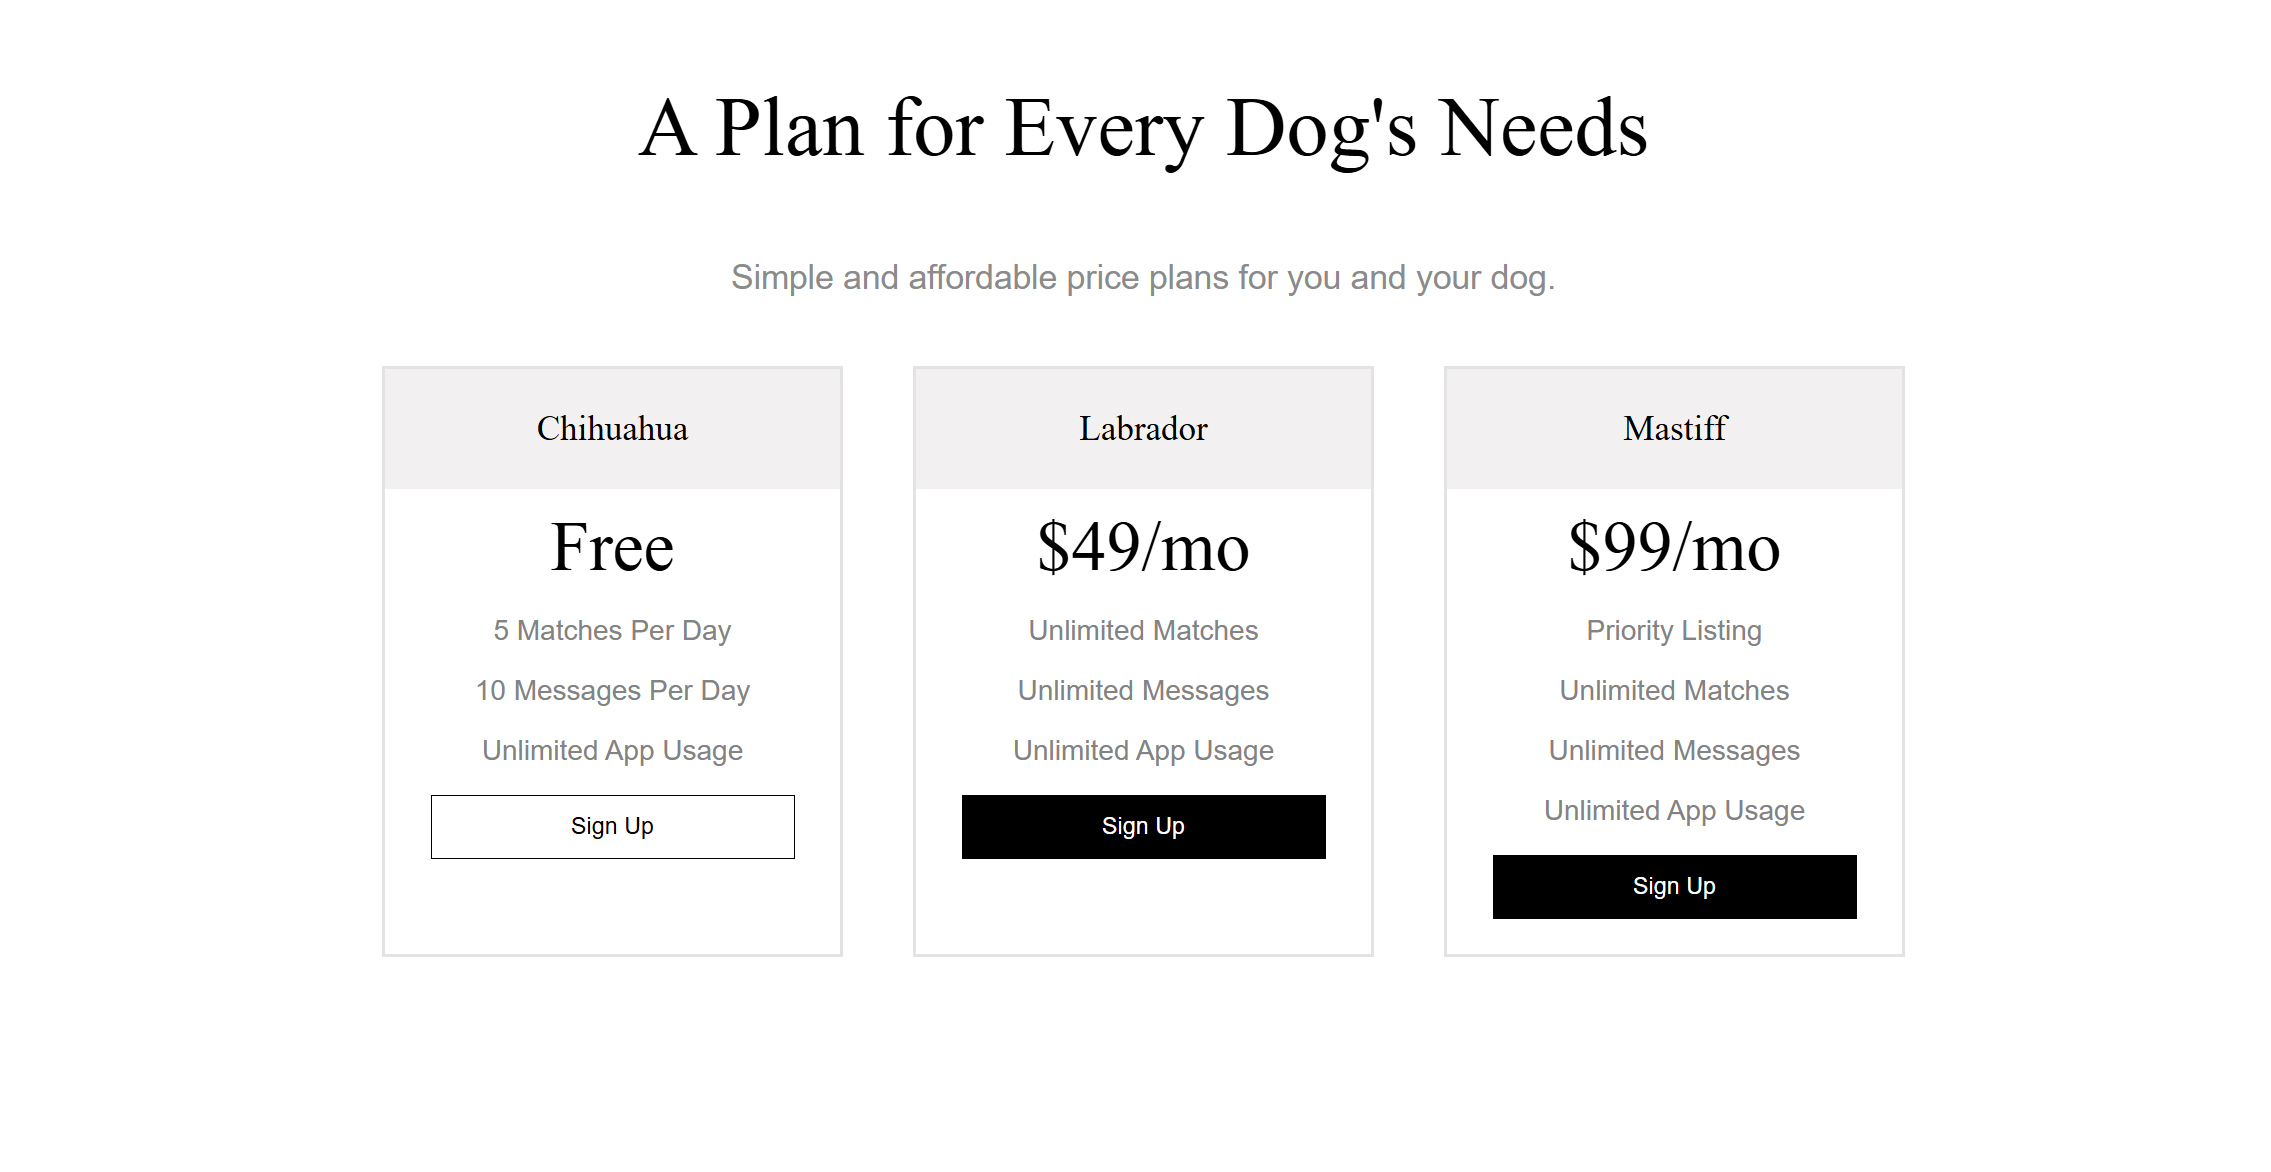 A Plan for Every Dog's Needs
Simple and affordable price plans for you and your dog.
Chihuahua
Free
5 Matches Per Day
10 Messages Per Day
Unlimited App Usage
Sign Up
Labrador
$49/mo
Unlimited Matches
Unlimited Messages
Unlimited App Usage
Sign Up
Mastiff
$99/mo
Priority Listing
Unlimited Matches
Unlimited Messages
Unlimited App Usage
Sign Up